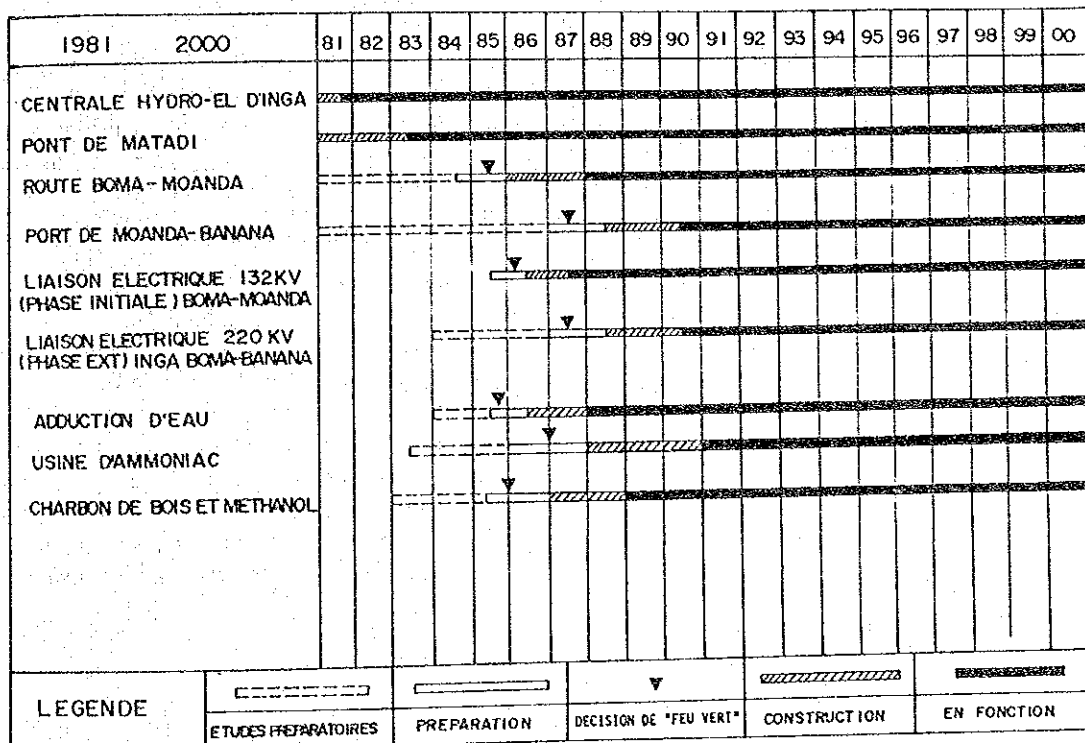 1981 2000 81 82 83 84 85 86 87 88 89 90 91 92 93 94 95 96 97 98 99 00
CENTRALE HYDRO-EL D'INGA
PONT DE MATADI
ROUTE BOMA-MOANDA
PORT DE MOANDA-BANANA
LIAISON ELECTRIQUE 132KV
(PHASE INITIALE) BOMA-MOANDA
LIAISON ELECTRIQUE 220 KV
(PHASE EXT) INGA BOMA-BANANA
ADDUCTION D'EAU
USINE D'AMMONIAC
CHARBON DE BOIS ET METHANOL
LEGENDE
ETUDES PREPARATOIRES PREPARATION DECISION DE "FEU VERT" CONSTRUCTION EN FONCTION